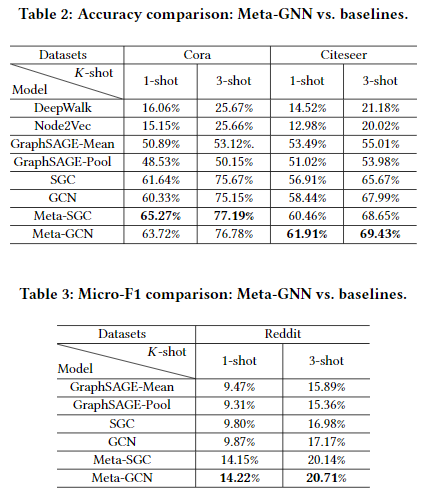 Table 2: Accuracy comparison: Meta-GNN vs. baselines.
Datasets Cora Citeseer
K-shot
Model
1-shot 3-shot 1-shot 3-shot
DeepWalk 16.06% 25.67% 14.52% 21.18%
Node2Vec 15.15% 25.66% 12.98% 20.02%
GraphSAGE-Mean 50.89% 53.12%. 53.49% 55.01%
GraphSAGE-Pool 48.53% 50.15% 51.02% 53.98%
SGC 61.64% 75.67% 56.91% 65.67%
GCN 60.33% 75.15% 58.44% 67.99%
Meta-SGC 65.27% 77.19% 60.46% 68.65%
Meta-GCN 63.72% 76.78% 61.91% 69.43%
Table 3: Micro-F1 comparison: Meta-GNN vs. baselines.
Datasets Reddit
K-shot
Model
1-shot 3-shot
GraphSAGE-Mean 9.47% 15.89%
GraphSAGE-Pool 9.31% 15.36%
SGC 9.80% 16.98%
GCN 9.87% 17.17%
Meta-SGC 14.15% 20.14%
Meta-GCN 14.22% 20.71%